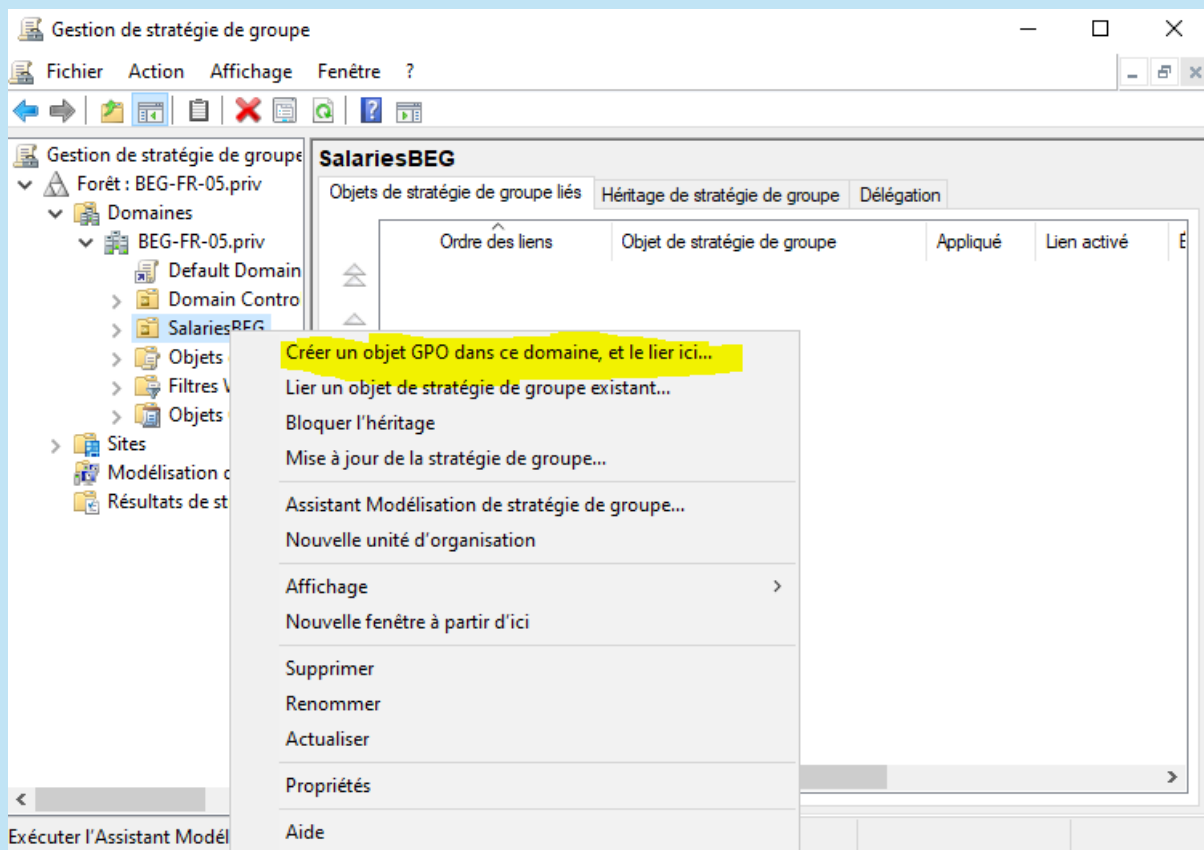 Gestion de stratégie de groupe
Fichier Action Affichage Fenêtre ?
Gestion de stratégie de groupe
Forêt : BEG-FR-05.priv
Domaines
BEG-FR-05.priv
Default Domain
Domain Contro
SalariesBEG
Objets
Filtres
Objets
Sites
Modélisation
Résultats de st
SalariesBEG
Objets de stratégie de groupe liés Héritage de stratégie de groupe Délégation
Ordre des liens Objet de stratégie de groupe Appliqué Lien activé
Créer un objet GPO dans ce domaine, et le lier ici...
Lier un objet de stratégie de groupe existant...
Bloquer l'héritage
Mise à jour de la stratégie de groupe...
Assistant Modélisation de stratégie de groupe...
Nouvelle unité d'organisation
Affichage
Nouvelle fenêtre à partir d'ici
Supprimer
Renommer
Actualiser
Propriétés
Aide
Exécuter l'Assistant Modél